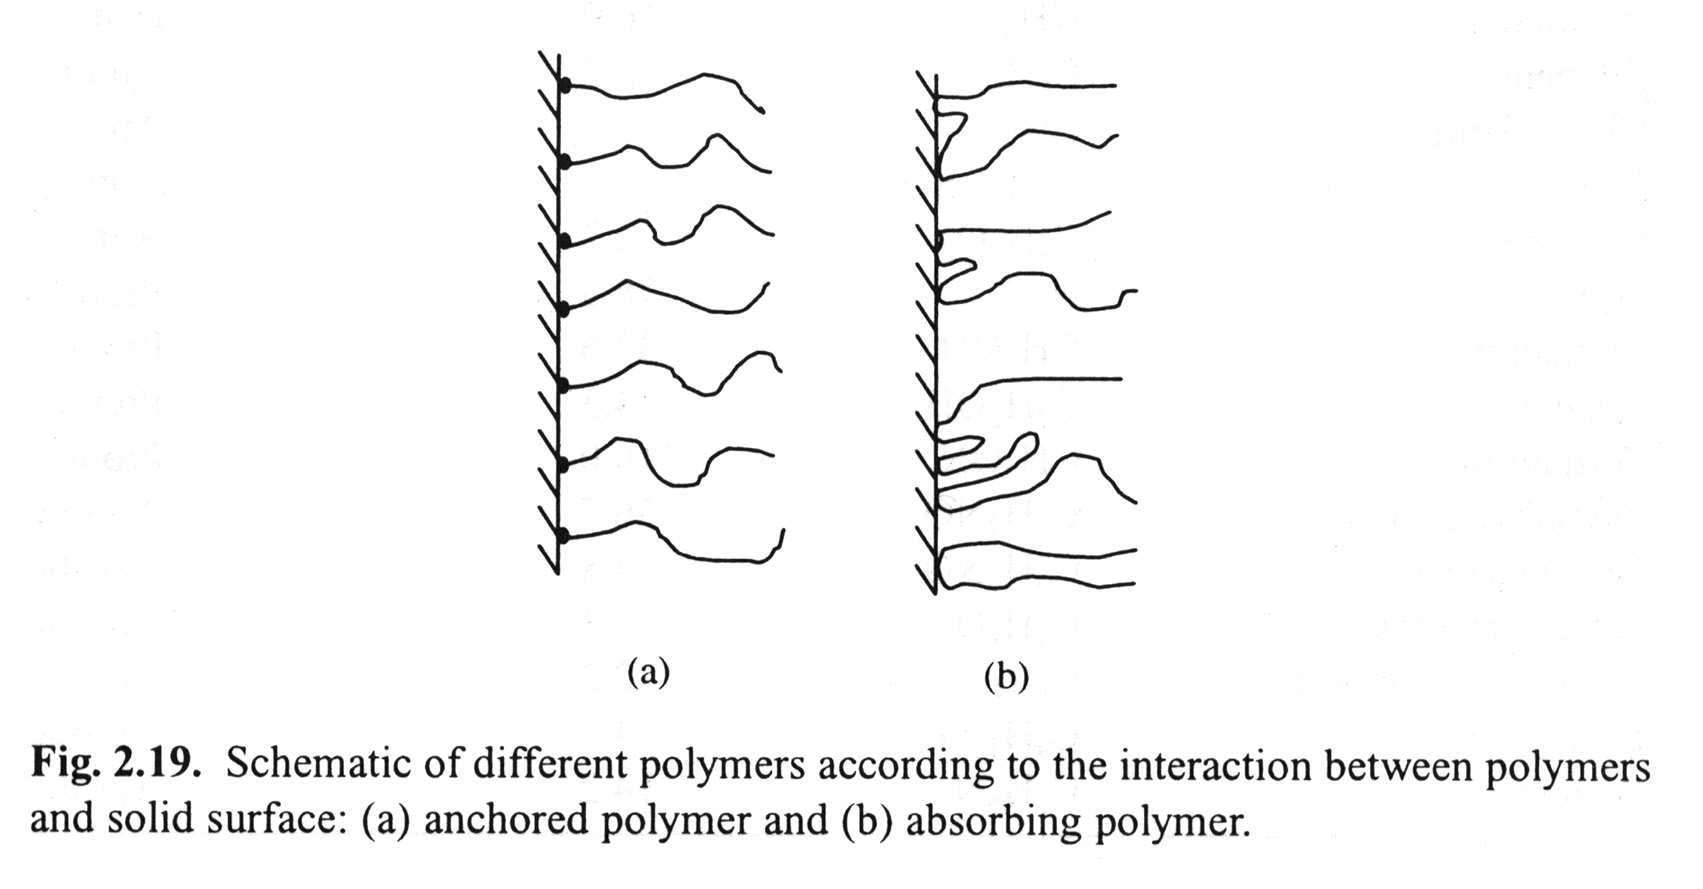 (a)
(b)
Fig. 2.19. Schematic of different polymers according to the interaction between polymers
and solid surface: (a) anchored polymer and (b) absorbing polymer.